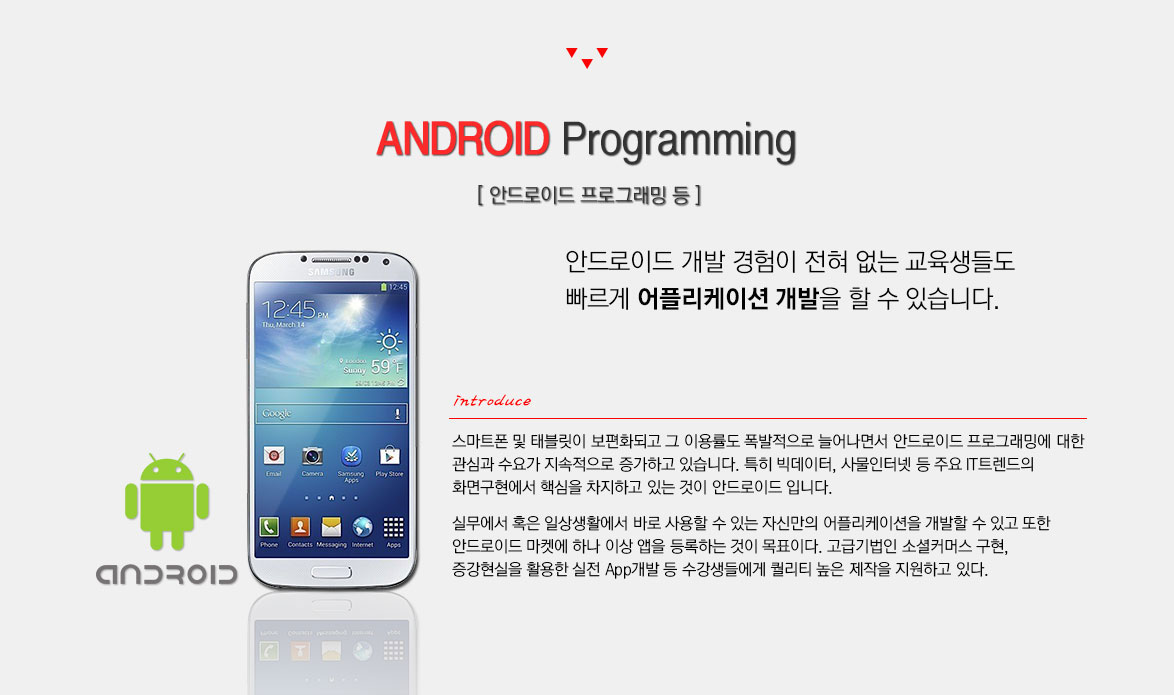 ANDROID Programming
[ 안드로이드 프로그래밍 등 ]
안드로이드 개발 경험이 전혀 없는 교육생들도
빠르게 어플리케이션 개발을 할 수 있습니다.
SAMSUNG
12:45
12:45 PM
Thu, March 14
London
Sunny 59°F
Google
Email Camera Samsung Apps Play Store
Phone Contacts Messaging Internet Apps
ANDROID
introduce
스마트폰 및 태블릿이 보편화되고 그 이용률도 폭발적으로 늘어나면서 안드로이드 프로그래밍에 대한
관심과 수요가 지속적으로 증가하고 있습니다. 특히 빅데이터, 사물인터넷 등 주요 IT트렌드의
화면구현에서 핵심을 차지하고 있는 것이 안드로이드 입니다.
실무에서 혹은 일상생활에서 바로 사용할 수 있는 자신만의 어플리케이션을 개발할 수 있고 또한
안드로이드 마켓에 하나 이상 앱을 등록하는 것이 목표이다. 고급기법인 소셜커머스 구현,
증강현실을 활용한 실전 App개발 등 수강생들에게 퀄리티 높은 제작을 지원하고 있다.